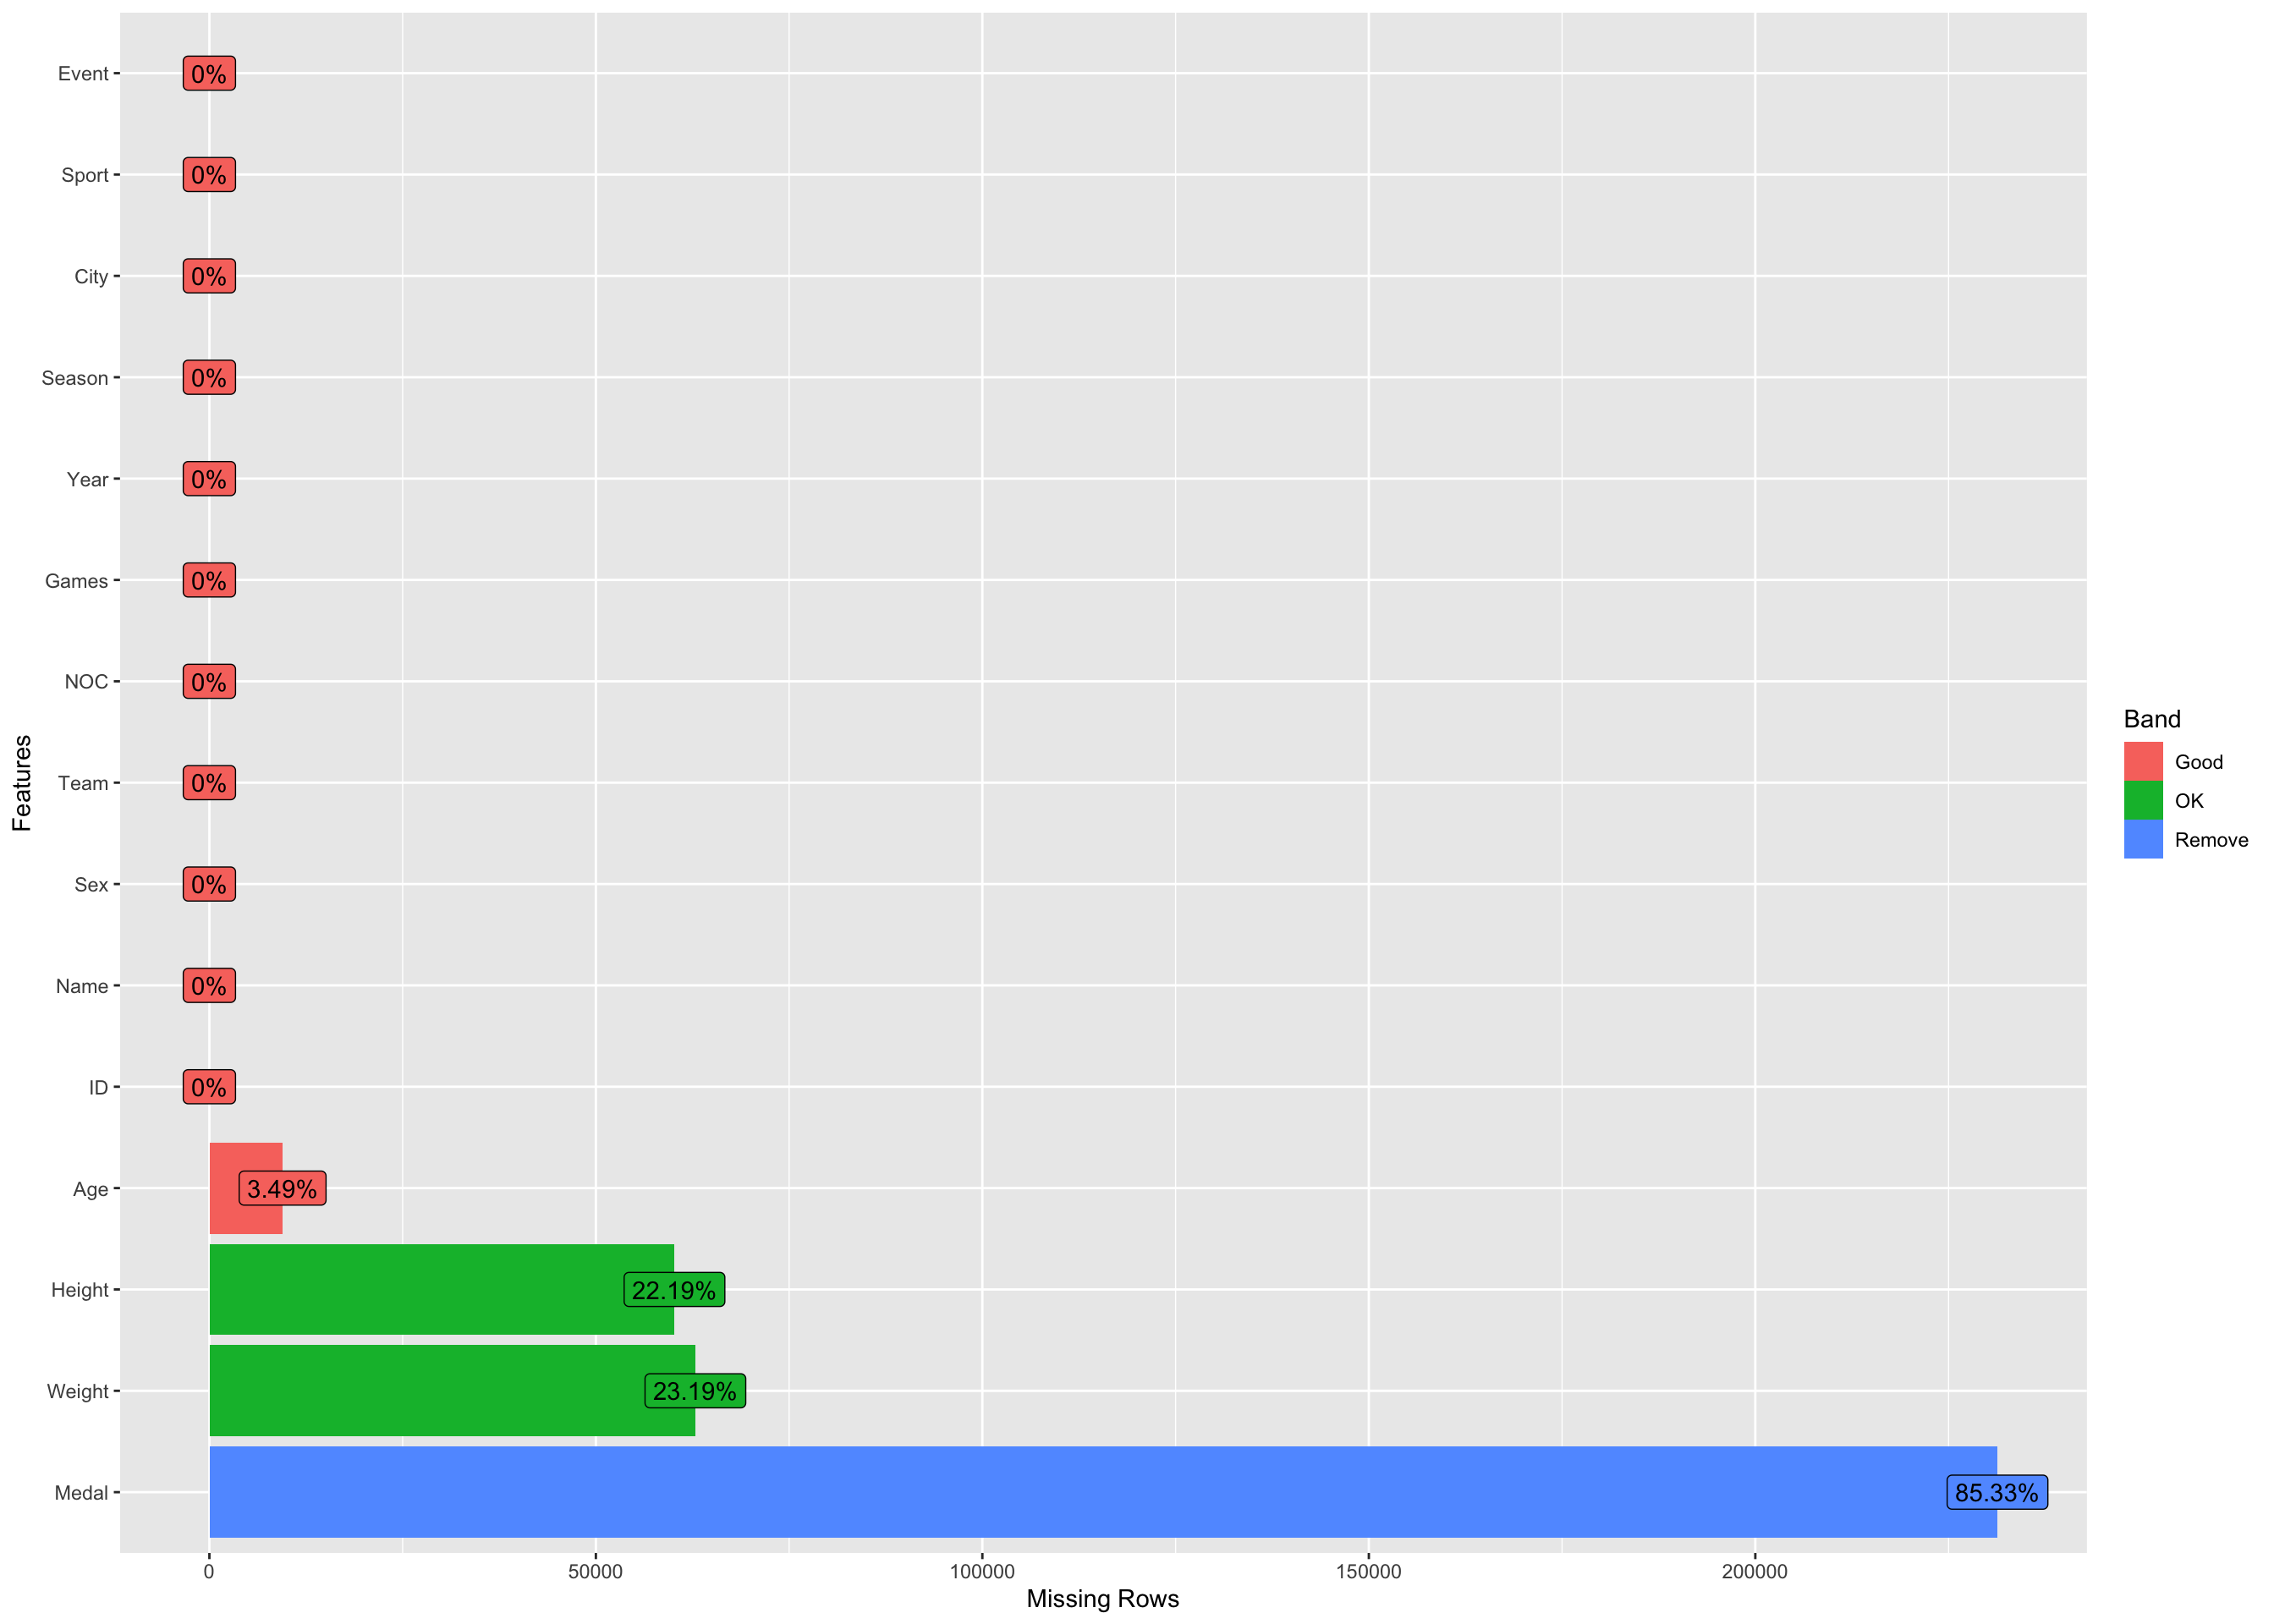 Event
0%
Sport
0%
City
0%
Season
0%
Year
0%
Games
0%
NOC
0%
Team
0%
Sex
0%
Name
0%
ID
0%
Age
3.49%
Height
22.19%
Weight
23.19%
Medal
85.33%
Features
0
50000
100000
150000
200000
Missing Rows
Band
Good
OK
Remove